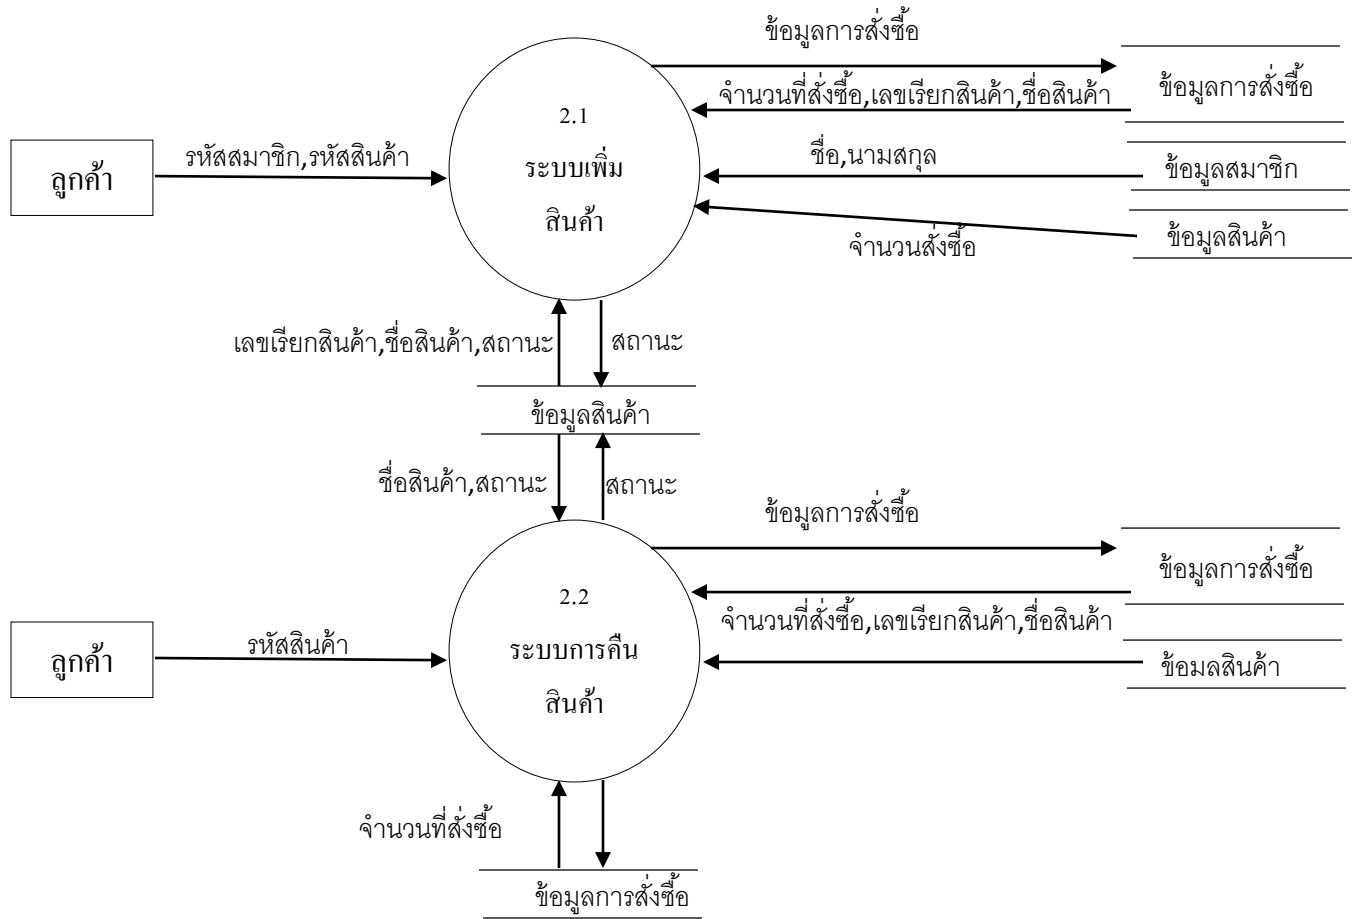 ข้อมูลการสั่งซื้อ
ข้อมูลการสั่งซื้อ
จำนวนที่สั่งซื้อ,เลขเรียกสินค้า,ชื่อสินค้า
2.1
ระบบเพิ่ม
สินค้า
ลูกค้า
รหัสสมาชิก,รหัสสินค้า
ชื่อ,นามสกุล
ข้อมูลสมาชิก
จำนวนสั่งซื้อ
ข้อมูลสินค้า
เลขเรียกสินค้า,ชื่อสินค้า,สถานะ
สถานะ
ข้อมูลสินค้า
ชื่อสินค้า,สถานะ
สถานะ
ข้อมูลการสั่งซื้อ
ข้อมูลการสั่งซื้อ
2.2
ระบบการคืน
สินค้า
จำนวนที่สั่งซื้อ,เลขเรียกสินค้า,ชื่อสินค้า
ลูกค้า
รหัสสินค้า
ข้อมลสินค้า
จำนวนที่สั่งซื้อ
ข้อมูลการสั่งซื้อ